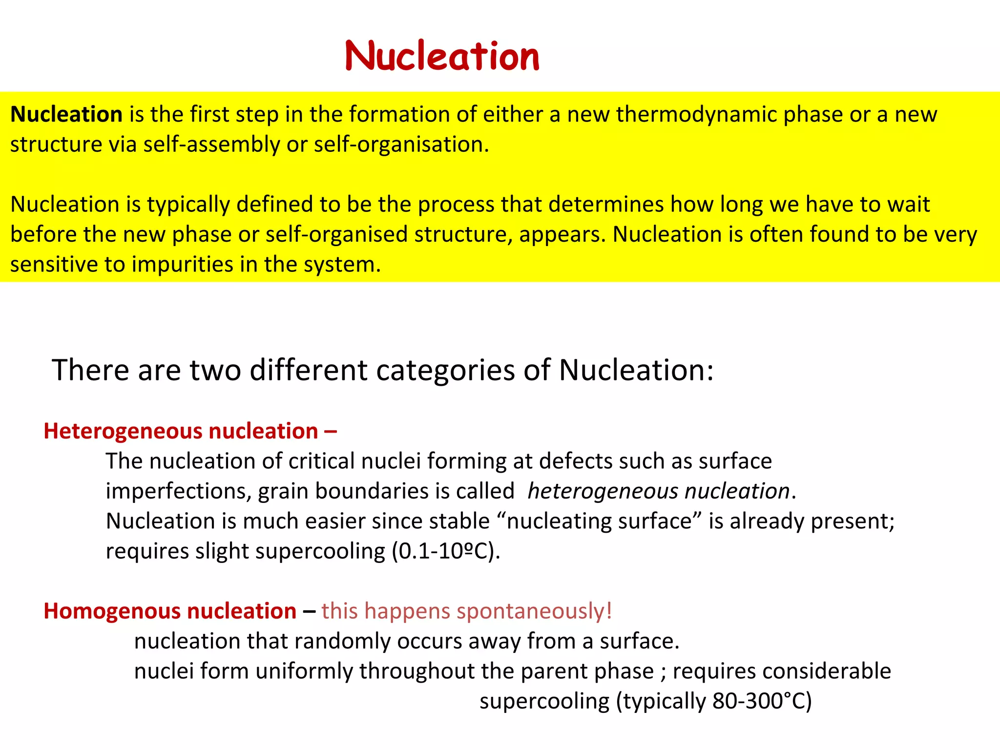 Nucleation
Nucleation is the first step in the formation of either a new thermodynamic phase or a new
structure via self-assembly or self-organisation.
Nucleation is typically defined to be the process that determines how long we have to wait
before the new phase or self-organised structure, appears. Nucleation is often found to be very
sensitive to impurities in the system.
There are two different categories of Nucleation:
Heterogeneous nucleation –
The nucleation of critical nuclei forming at defects such as surface
imperfections, grain boundaries is called heterogeneous nucleation.
Nucleation is much easier since stable “nucleating surface” is already present;
requires slight supercooling (0.1-10ºC).
Homogenous nucleation – this happens spontaneously!
nucleation that randomly occurs away from a surface.
nuclei form uniformly throughout the parent phase ; requires considerable
supercooling (typically 80-300°C)